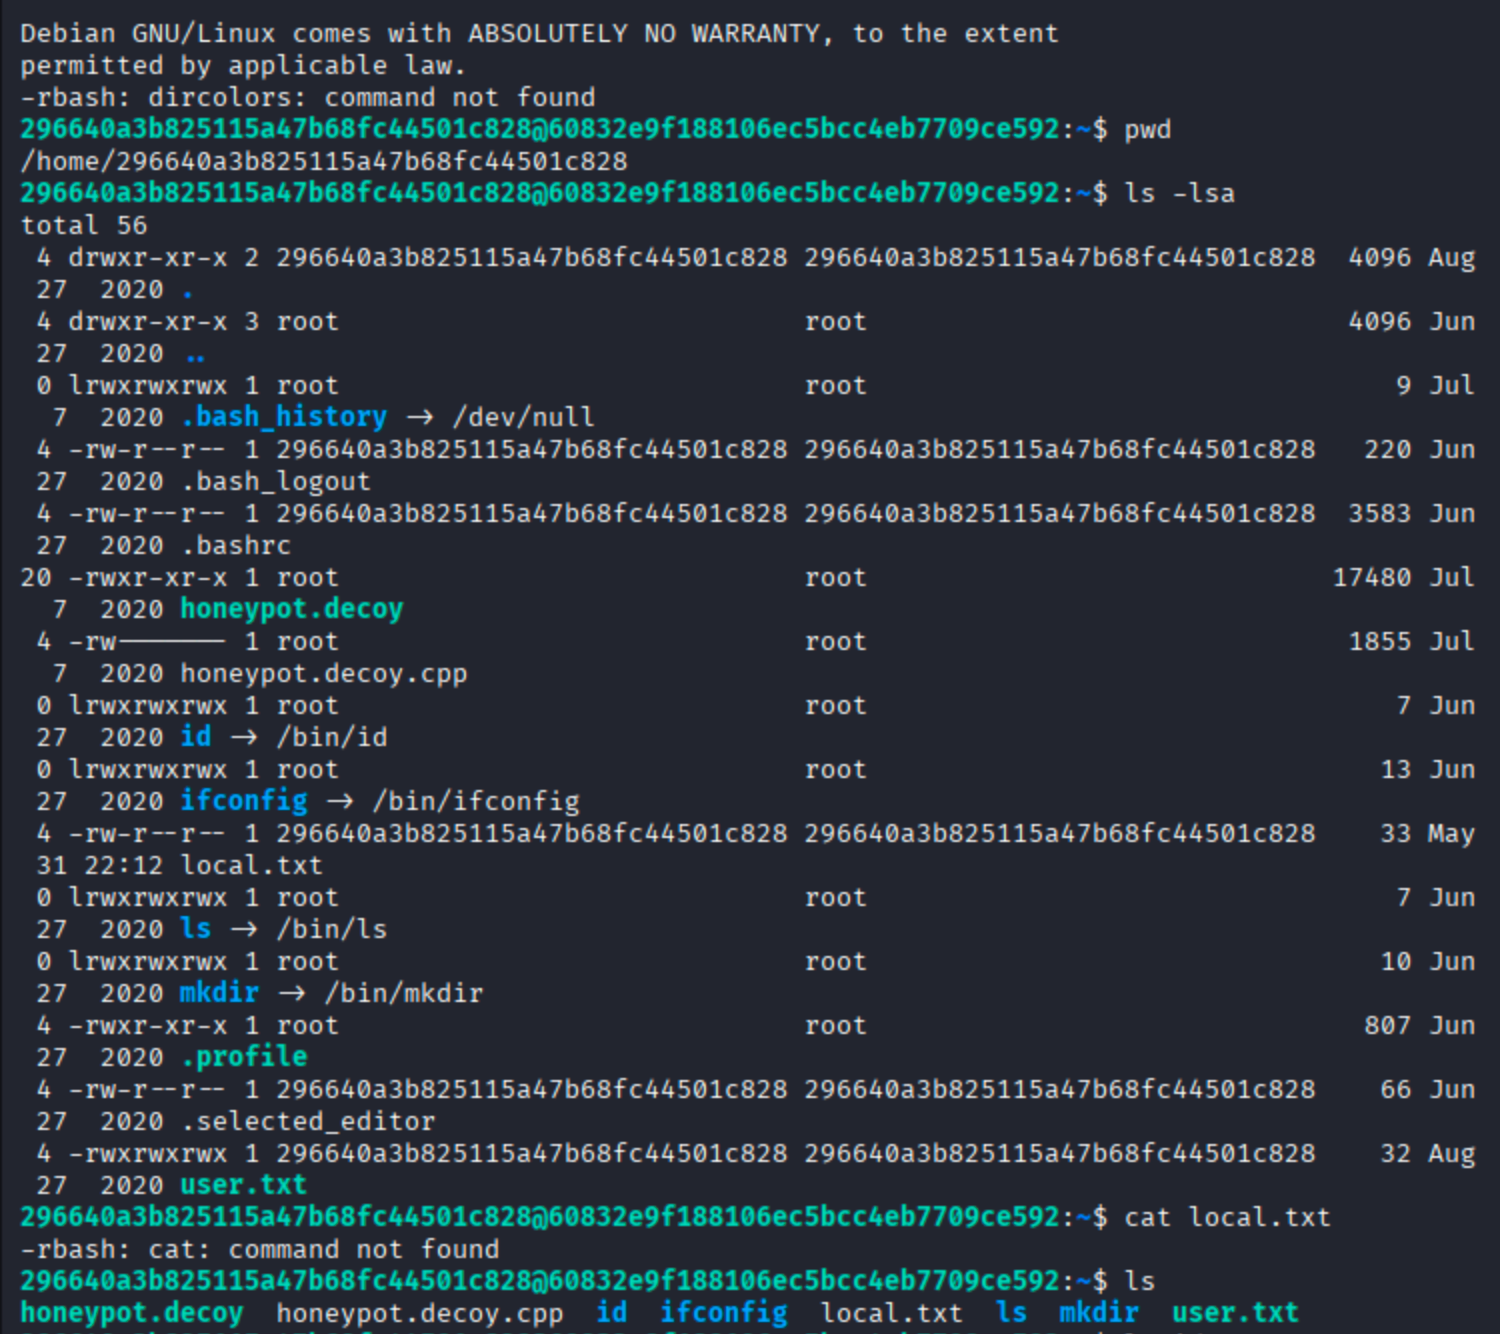 Debian GNU/Linux comes with ABSOLUTELY NO WARRANTY, to the extent
permitted by applicable law.
-rbash: dircolors: command not found
296640a3b825115a47b68fc44501c828@60832e9f188106ec5bcc4eb7709ce592:~$ pwd
/home/296640a3b825115a47b68fc44501c828
296640a3b825115a47b68fc44501c828@60832e9f188106ec5bcc4eb7709ce592:~$ ls -lsa
total 56
4 drwxr-xr-x 2 296640a3b825115a47b68fc44501c828 296640a3b825115a47b68fc44501c828 4096 Aug
27 2020 .
4 drwxr-xr-x 3 root root 4096 Jun
27 2020 ..
0 lrwxrwxrwx 1 root root 9 Jul
7 2020 .bash_history → /dev/null
4 -rw-r--r-- 1 296640a3b825115a47b68fc44501c828 296640a3b825115a47b68fc44501c828 220 Jun
27 2020 .bash_logout
4 -rw-r--r-- 1 296640a3b825115a47b68fc44501c828 296640a3b825115a47b68fc44501c828 3583 Jun
27 2020 .bashrc
20 -rwxr-xr-x 1 root root 17480 Jul
7 2020 honeypot.decoy
4 -rw------- 1 root root 1855 Jul
7 2020 honeypot.decoy.cpp
0 lrwxrwxrwx 1 root root 7 Jun
27 2020 id → /bin/id
0 lrwxrwxrwx 1 root root 13 Jun
27 2020 ifconfig → /bin/ifconfig
4 -rw-r--r-- 1 296640a3b825115a47b68fc44501c828 296640a3b825115a47b68fc44501c828 33 May
31 22:12 local.txt
0 lrwxrwxrwx 1 root root 7 Jun
27 2020 ls → /bin/ls
0 lrwxrwxrwx 1 root root 10 Jun
27 2020 mkdir → /bin/mkdir
4 -rwxr-xr-x 1 root root 807 Jun
27 2020 .profile
4 -rw-r--r-- 1 296640a3b825115a47b68fc44501c828 296640a3b825115a47b68fc44501c828 66 Jun
27 2020 .selected_editor
4 -rwxrwxrwx 1 296640a3b825115a47b68fc44501c828 296640a3b825115a47b68fc44501c828 32 Aug
27 2020 user.txt
296640a3b825115a47b68fc44501c828@60832e9f188106ec5bcc4eb7709ce592:~$ cat local.txt
-rbash: cat: command not found
296640a3b825115a47b68fc44501c828@60832e9f188106ec5bcc4eb7709ce592:~$ ls
honeypot.decoy honeypot.decoy.cpp id ifconfig local.txt ls mkdir user.txt